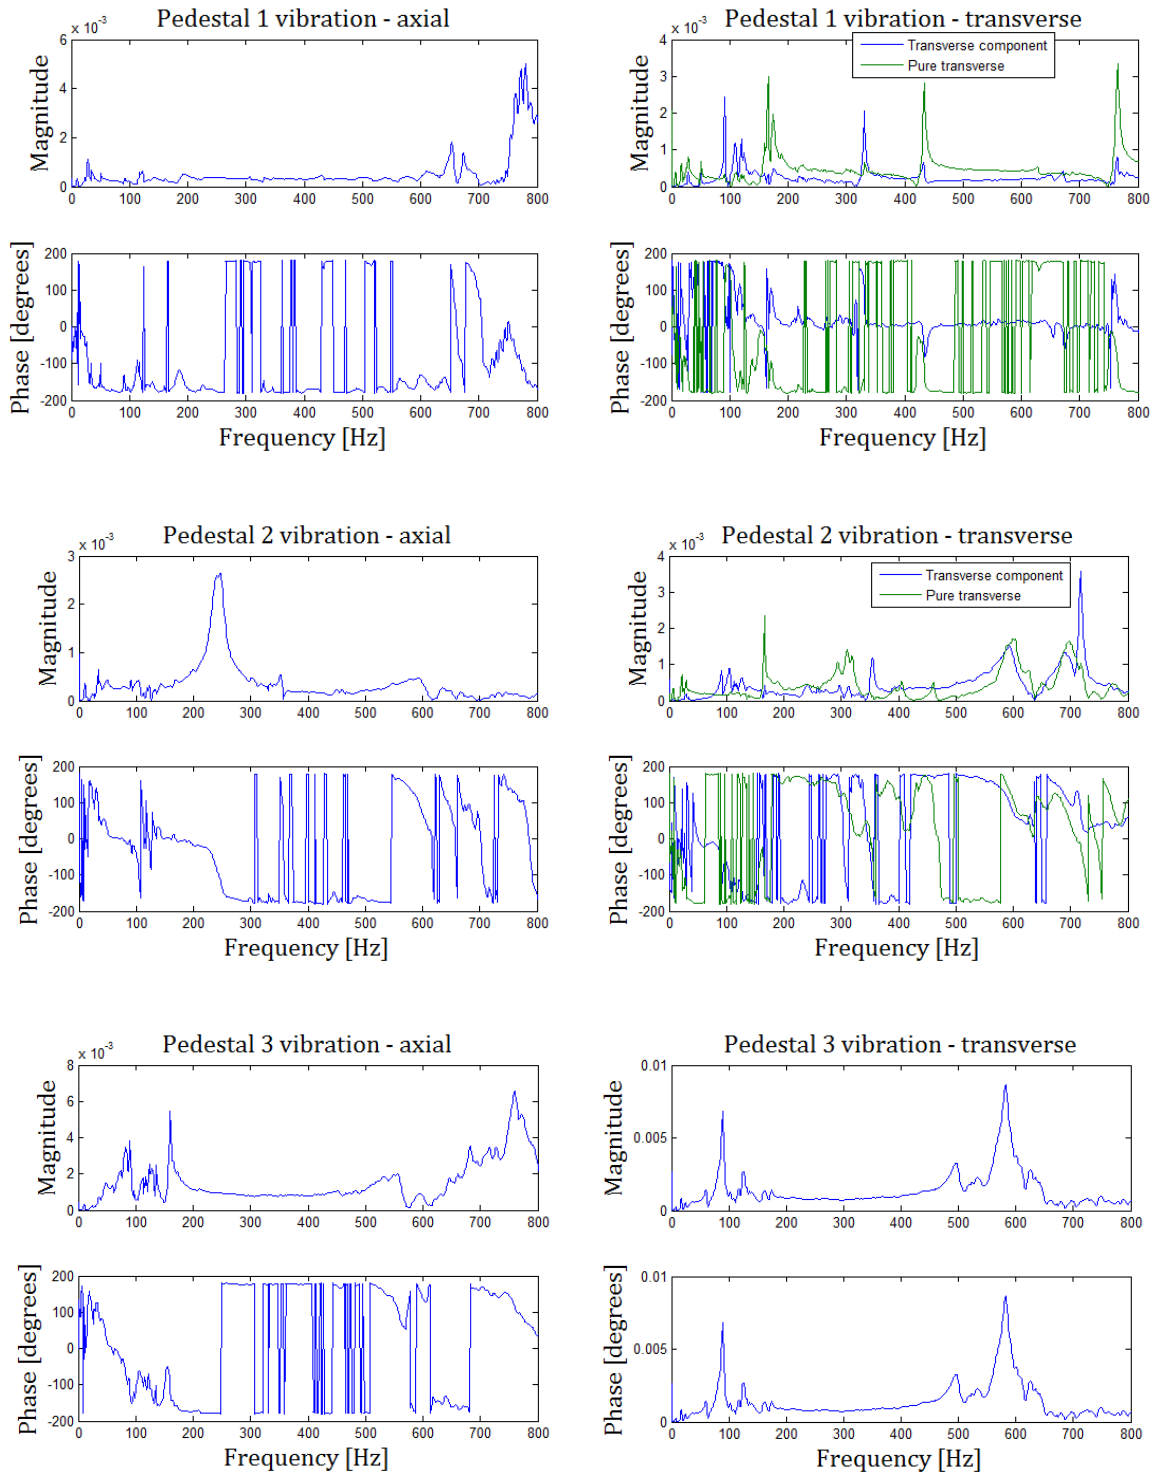 Pedestal 1 vibration - axial
x 10^-3
6
4
2
0
Magnitude
0 100 200 300 400 500 600 700 800
200
100
0
-100
-200
Phase [degrees]
0 100 200 300 400 500 600 700 800
Frequency [Hz]
Pedestal 1 vibration - transverse
x 10^-3
Transverse component
Pure transverse
4
3
2
1
0
Magnitude
0 100 200 300 400 500 600 700 800
200
100
0
-100
-200
Phase [degrees]
0 100 200 300 400 500 600 700 800
Frequency [Hz]
Pedestal 2 vibration - axial
x 10^-3
3
2
1
0
Magnitude
0 100 200 300 400 500 600 700 800
200
100
0
-100
-200
Phase [degrees]
0 100 200 300 400 500 600 700 800
Frequency [Hz]
Pedestal 2 vibration - transverse
x 10^-3
Transverse component
Pure transverse
4
3
2
1
0
Magnitude
0 100 200 300 400 500 600 700 800
200
100
0
-100
-200
Phase [degrees]
0 100 200 300 400 500 600 700 800
Frequency [Hz]
Pedestal 3 vibration - axial
x 10^-3
8
6
4
2
0
Magnitude
0 100 200 300 400 500 600 700 800
200
100
0
-100
-200
Phase [degrees]
0 100 200 300 400 500 600 700 800
Frequency [Hz]
Pedestal 3 vibration - transverse
0.01
0.005
0
Magnitude
0 100 200 300 400 500 600 700 800
0.01
0.005
0
Phase [degrees]
0 100 200 300 400 500 600 700 800
Frequency [Hz]